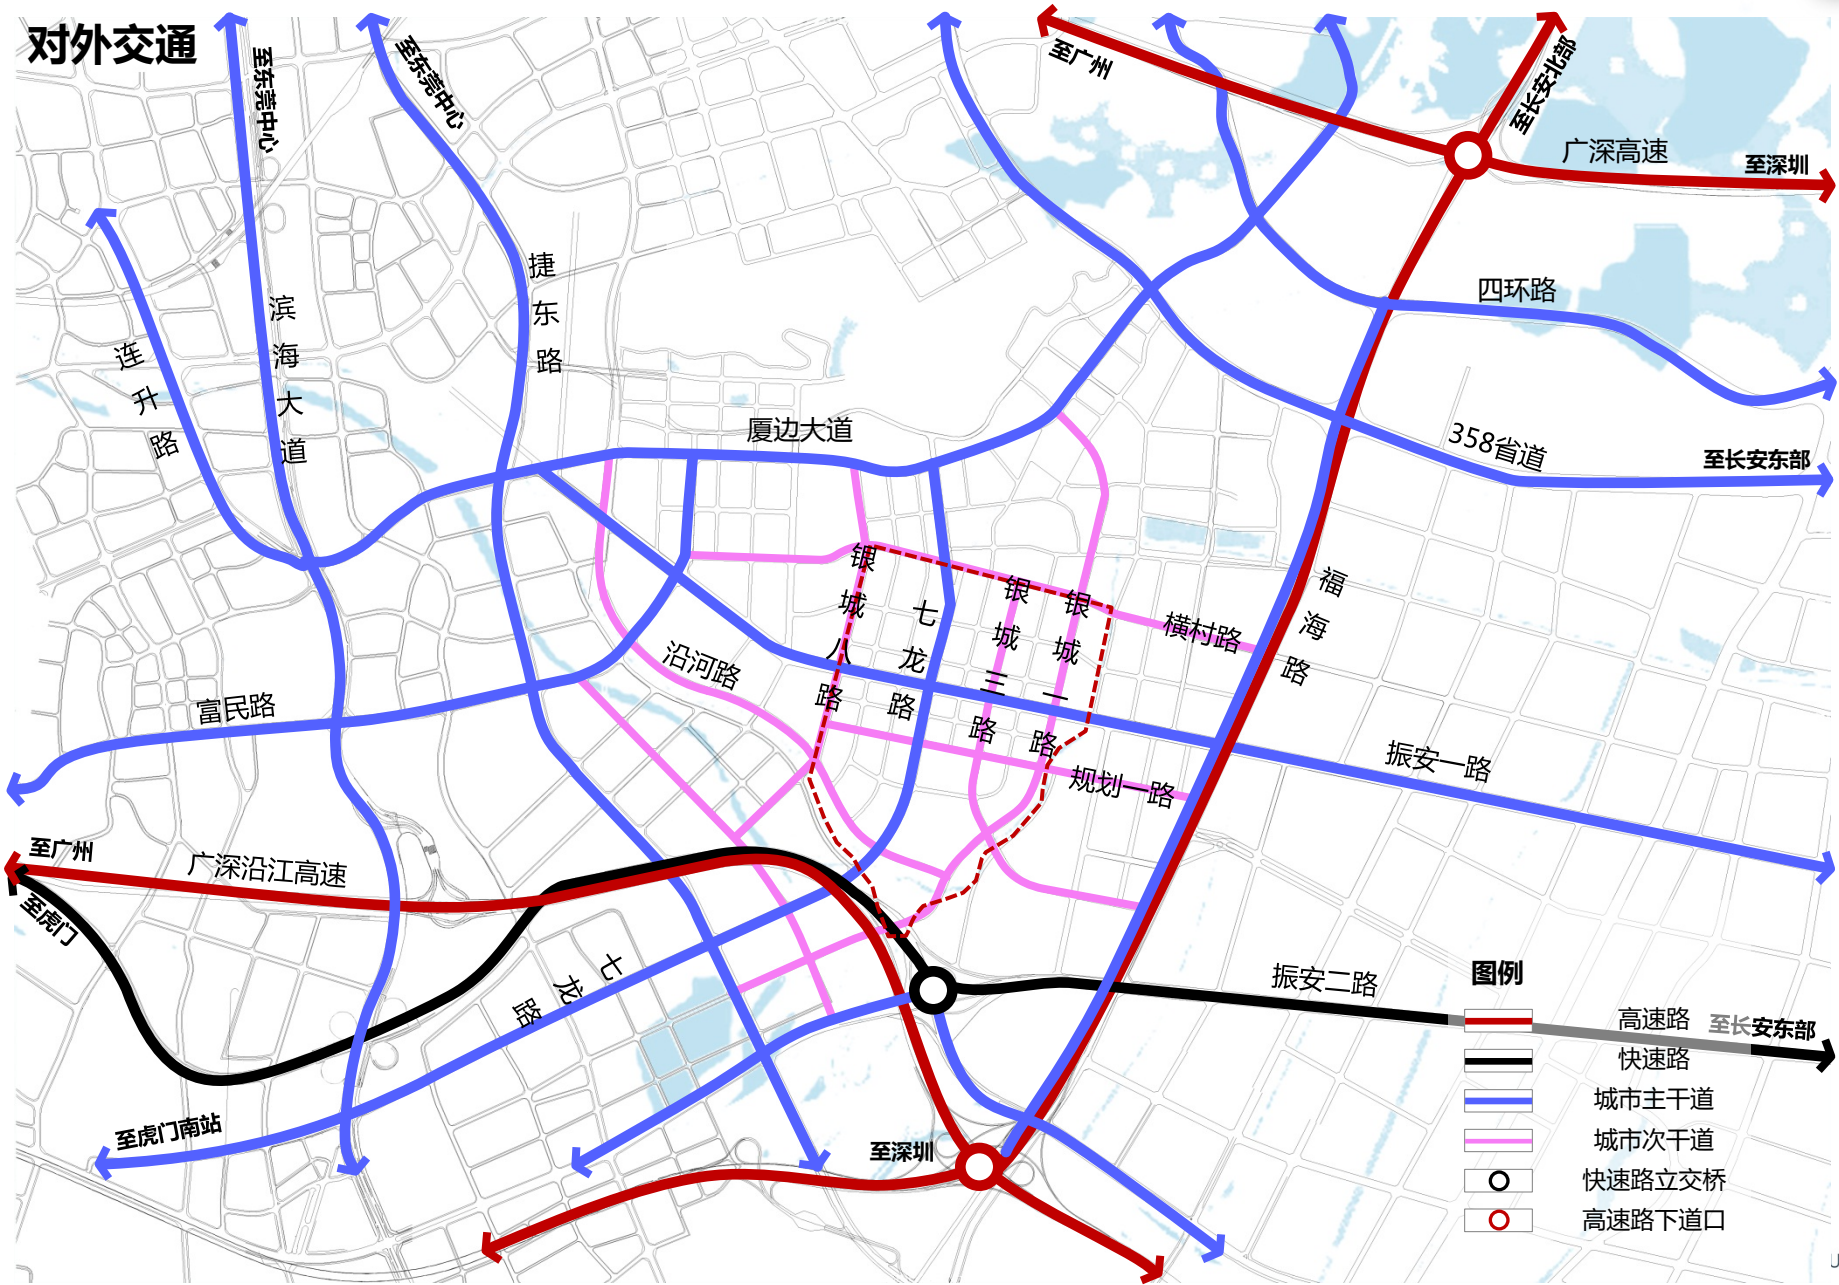 对外交通
至东莞中心
至东莞中心
至广州
至长安北部
广深高速
至深圳
捷东路
四环路
滨海大道
连升路
厦边大道
358省道
至长安东部
银城八路
七龙路
银城三路
银城一路
横村路
福海路
沿河路
富民路
规划一路
振安一路
至广州
广深沿江高速
至虎门
七龙路
振安二路
至长安东部
至虎门南站
至深圳
图例
高速路
快速路
城市主干道
城市次干道
快速路立交桥
高速路下道口